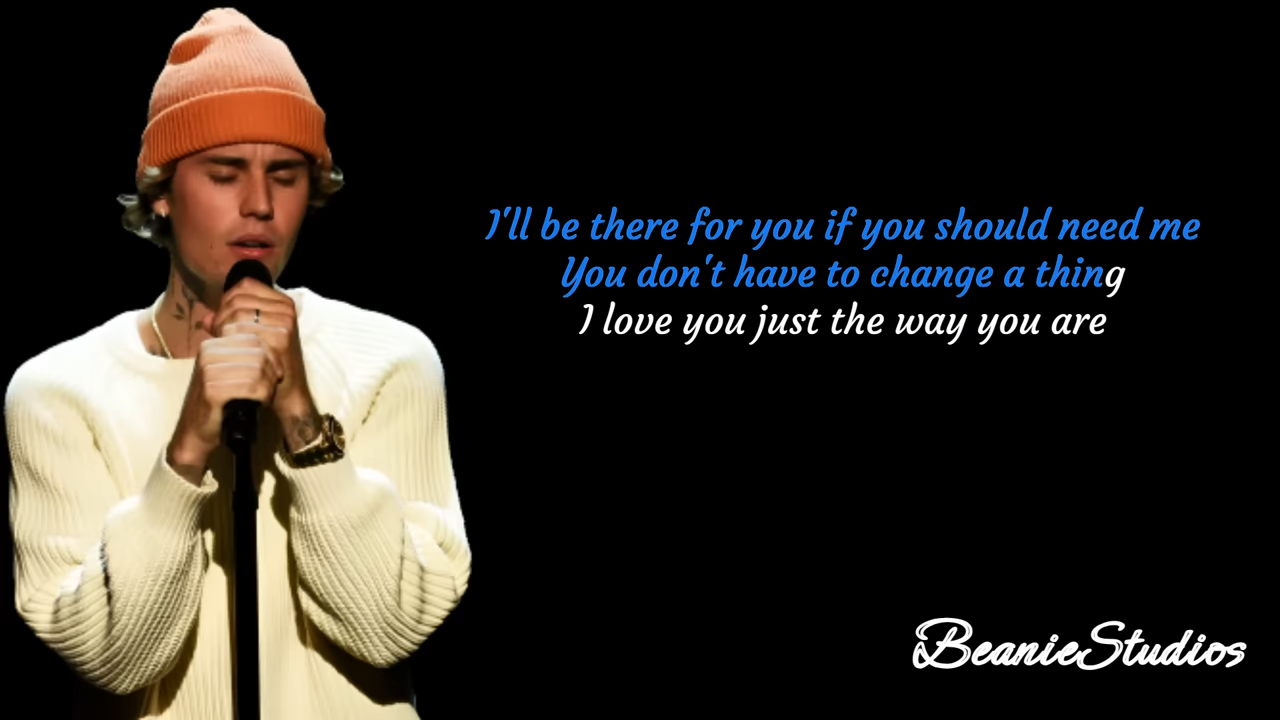 I'll be there for you if you should need me
You don't have to change a thing
I love you just the way you are
BeanieStudios